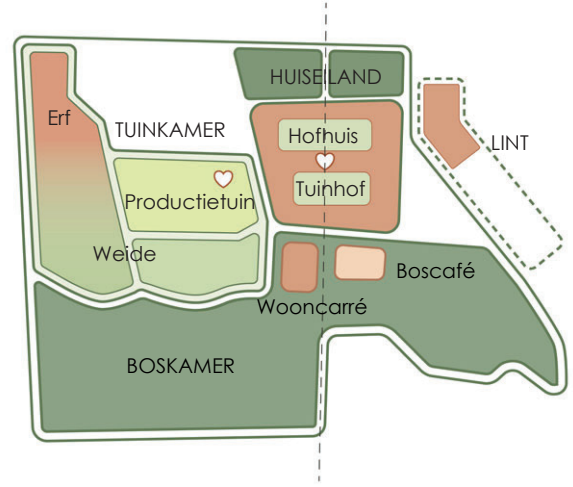 HUISEILAND
Erf
TUINKAMER
Hofhuis
LINT
Tuinhof
Productietuin
Weide
Boscafé
Wooncarré
BOSKAMER